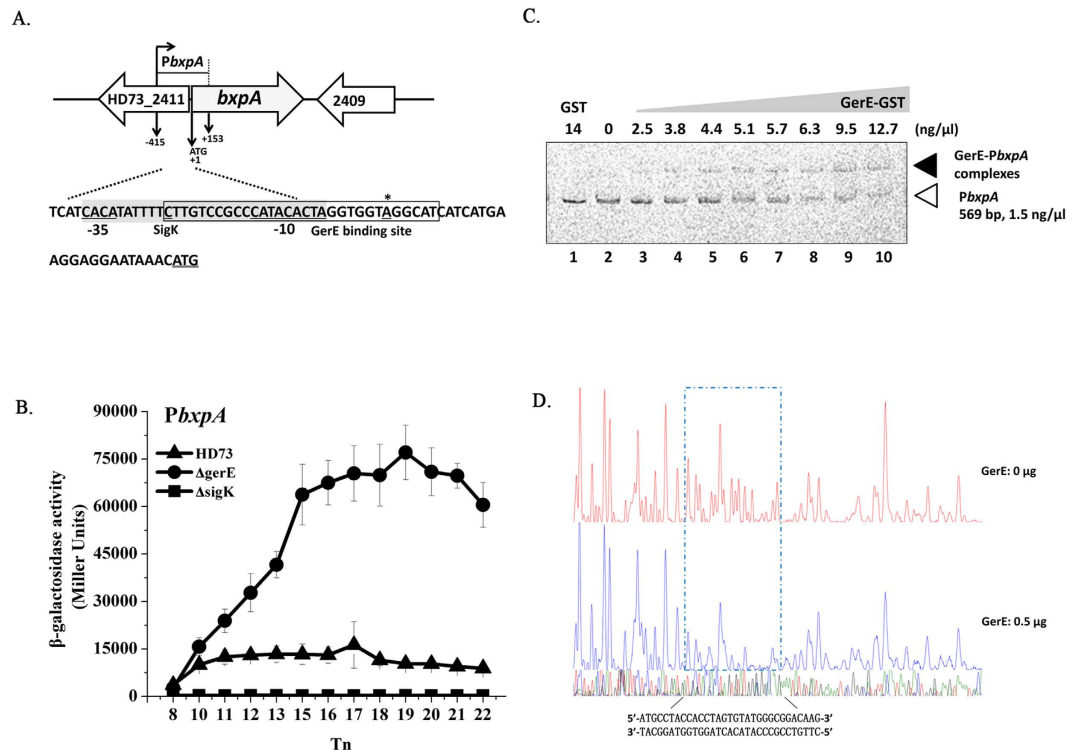 A.
PbxpA
HD73_2411
bxpA
2409
-415
ATG
+1
+153
*
TCATCACATATTTTCTTGTCCGCCCATACACTAGGTGGTAGGCATCATCATGA
-35 SigK -10 GerE binding site
AGGAGGAATAAACATG
B.
PbxpA
HD73
ΔgerE
ΔsigK
90000
75000
60000
45000
30000
15000
0
β-galactosidase activity
(Miller Units)
8 10 11 12 13 15 16 17 18 19 20 21 22
Tn
C.
GST GerE-GST
14 0 2.5 3.8 4.4 5.1 5.7 6.3 9.5 12.7 (ng/μl)
GerE-PbxpA
complexes
PbxpA
569 bp, 1.5 ng/μl
1 2 3 4 5 6 7 8 9 10
D.
GerE: 0 μg
GerE: 0.5 μg
5'-ATGCCTACCACCTAGTGTATGGGCGGACAAG-3'
3'-TACGGATGGTGGATCACATACCCGCCTGTTC-5'